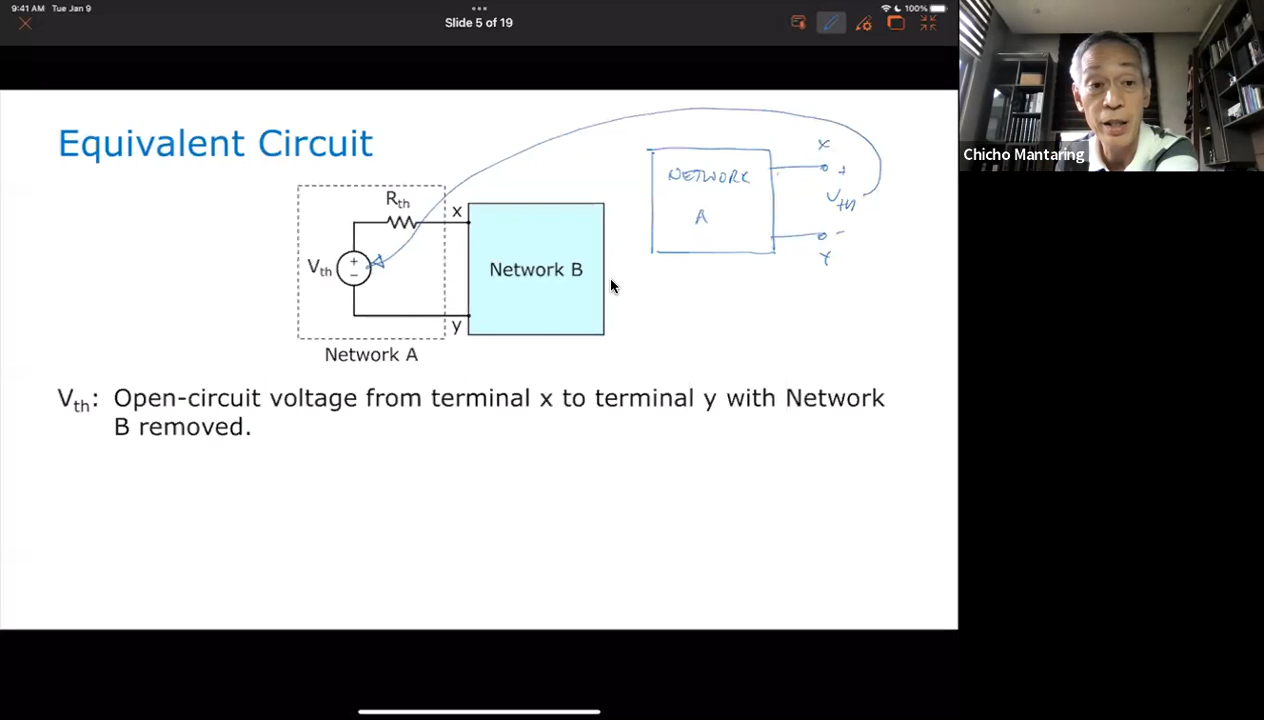 9:41 AM Tue Jan 9
100%
Slide 5 of 19
Chicho Mantaring
Equivalent Circuit
Rth
x
Vth
+
−
y
Network A
Network B
NETWORK
A
x
+
Vth
-
Y
Vth: Open-circuit voltage from terminal x to terminal y with Network
B removed.